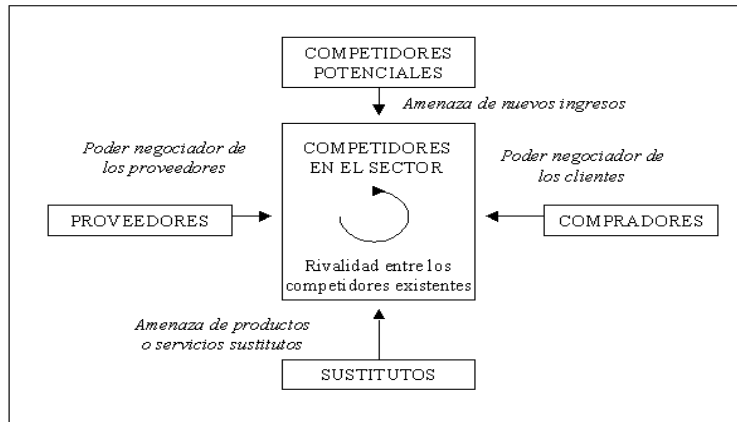 COMPETIDORES
POTENCIALES
Amenaza de nuevos ingresos
Poder negociador de
los proveedores
COMPETIDORES
EN EL SECTOR
Poder negociador de
los clientes
PROVEEDORES
COMPRADORES
Rivalidad entre los
competidores existentes
Amenaza de productos
o servicios sustitutos
SUSTITUTOS